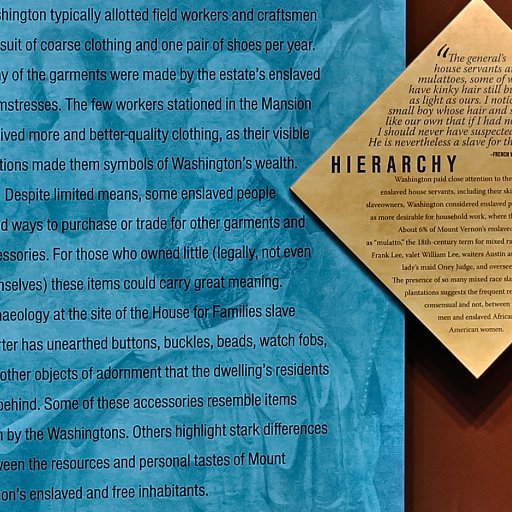 shington typically allotted field workers and craftsmen
suit of coarse clothing and one pair of shoes per year.
y of the garments were made by the estate's enslaved
mstresses. The few workers stationed in the Mansion
ived more and better-quality clothing, as their visible
tions made them symbols of Washington's wealth.
Despite limited means, some enslaved people
d ways to purchase or trade for other garments and
essories. For those who owned little (legally, not even
mselves) these items could carry great meaning.
haeology at the site of the House for Families slave
rter has unearthed buttons, buckles, beads, watch fobs,
other objects of adornment that the dwelling's residents
behind. Some of these accessories resemble items
n by the Washingtons. Others highlight stark differences
ween the resources and personal tastes of Mount
on's enslaved and free inhabitants.
“The general's
house servants a
mulattoes, some of w
have kinky hair still bu
as light as ours. I noti
small boy whose hair and s
like our own that if I had n
I should never have suspected
He is nevertheless a slave for th
–FRENCH V
HIERARCHY
Washington paid close attention to the
enslaved house servants, including their ski
slaveowners, Washington considered enslaved p
as more desirable for household work, where th
About 6% of Mount Vernon's enslaved
as “mulatto,” the 18th-century term for mixed ra
Frank Lee, valet William Lee, waiters Austin a
lady's maid Oney Judge, and oversee
The presence of so many mixed race sla
plantations suggests the frequent re
consensual and not, between
men and enslaved Africa
American women.